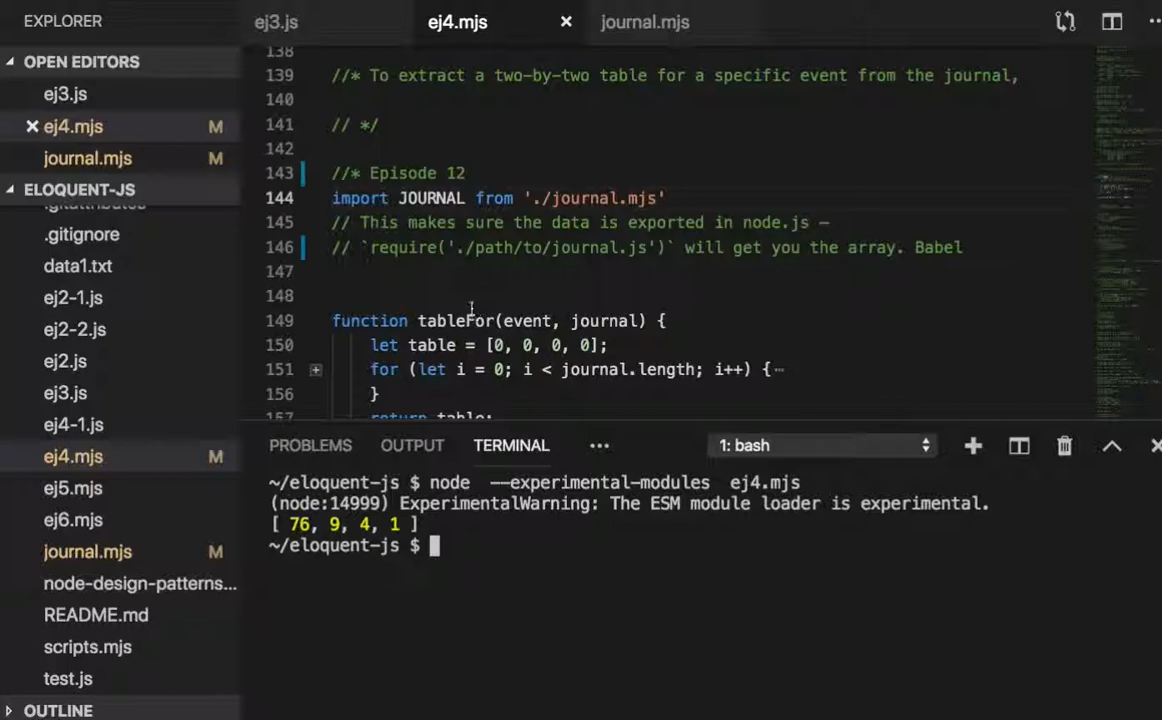 EXPLORER
OPEN EDITORS
ej3.js
ej4.mjs M
journal.mjs M
ELOQUENT-JS
.gitattributes
.gitignore
data1.txt
ej2-1.js
ej2-2.js
ej2.js
ej3.js
ej4-1.js
ej4.mjs M
ej5.mjs
ej6.mjs
journal.mjs M
node-design-patterns...
README.md
scripts.mjs
test.js
OUTLINE
ej3.js ej4.mjs journal.mjs
138
139 //* To extract a two-by-two table for a specific event from the journal,
140
141 // */
142
143 //* Episode 12
144 import JOURNAL from './journal.mjs'
145 // This makes sure the data is exported in node.js —
146 // `require('./path/to/journal.js')` will get you the array. Babel
147
148
149 function tableFor(event, journal) {
150 let table = [0, 0, 0, 0];
151 for (let i = 0; i < journal.length; i++) {
156 }
157 return table;
PROBLEMS OUTPUT TERMINAL ••• 1: bash
~/eloquent-js $ node --experimental-modules ej4.mjs
(node:14999) ExperimentalWarning: The ESM module loader is experimental.
[ 76, 9, 4, 1 ]
~/eloquent-js $